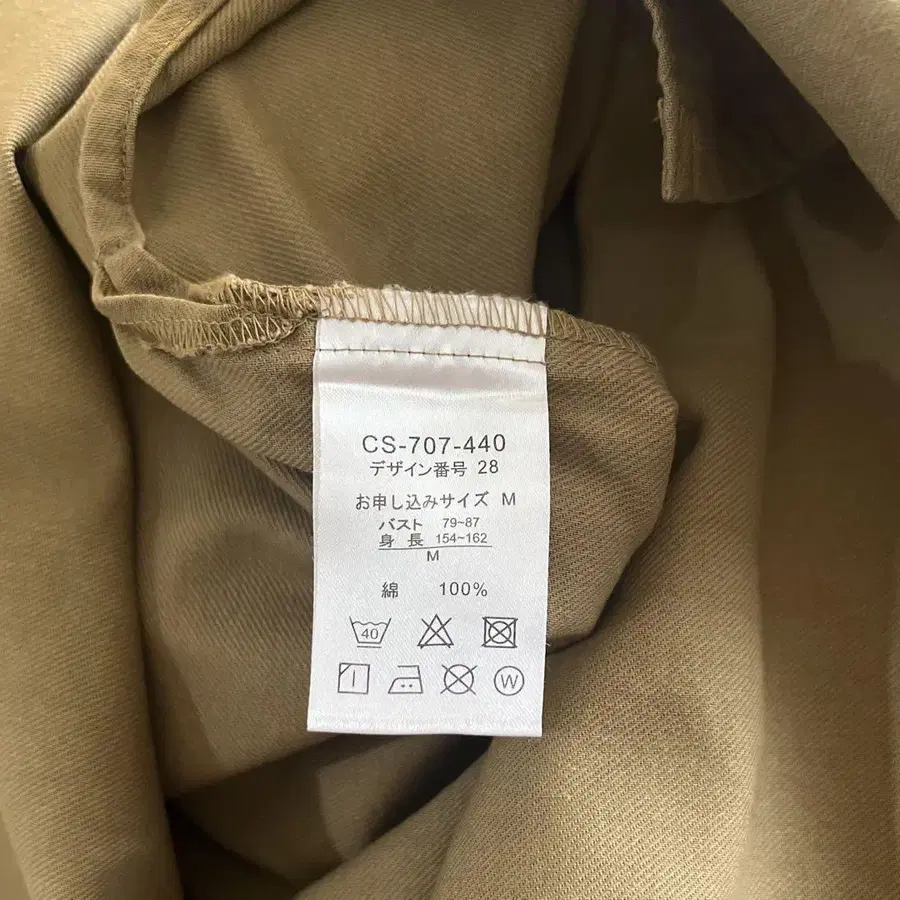 CS-707-440
デザイン番号 28
お申し込みサイズ M
バスト 79~87
身 長 154~162
M
綿 100%
40
W